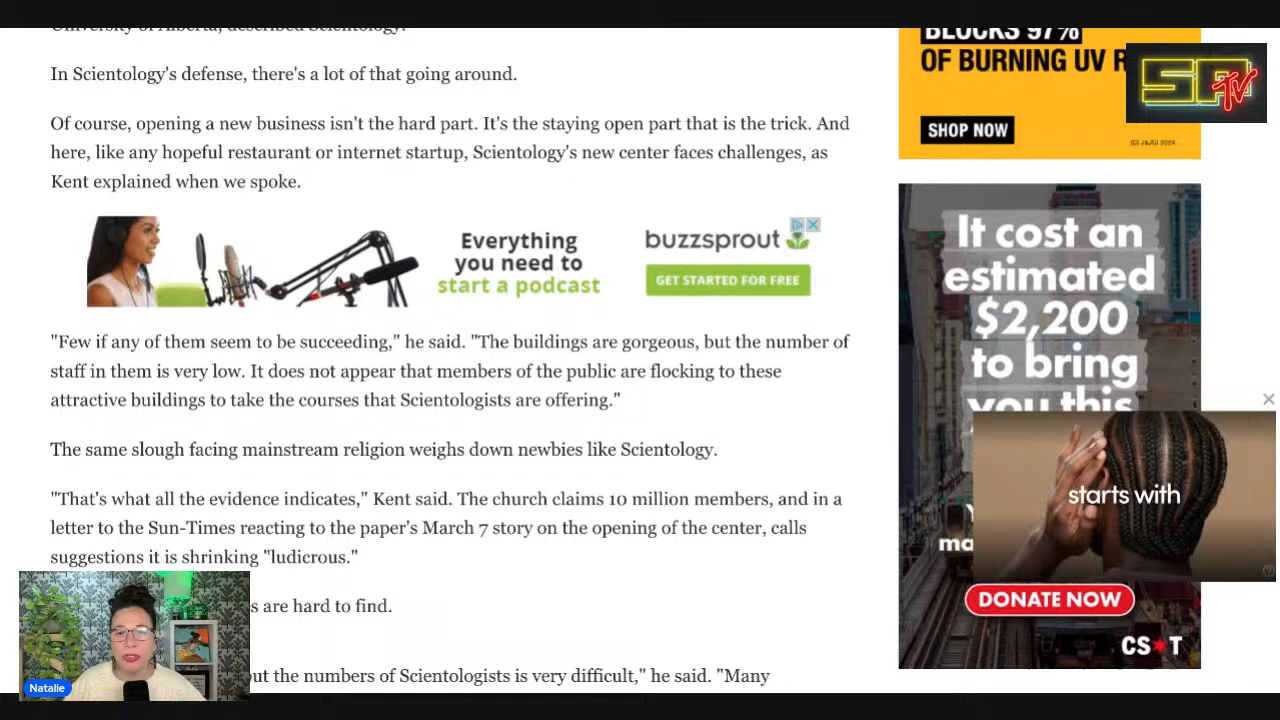 University of Alberta, described Scientology.
In Scientology's defense, there's a lot of that going around.
Of course, opening a new business isn't the hard part. It's the staying open part that is the trick. And
here, like any hopeful restaurant or internet startup, Scientology's new center faces challenges, as
Kent explained when we spoke.
Everything
you need to
start a podcast
buzzsprout
GET STARTED FOR FREE
"Few if any of them seem to be succeeding," he said. "The buildings are gorgeous, but the number of
staff in them is very low. It does not appear that members of the public are flocking to these
attractive buildings to take the courses that Scientologists are offering."
The same slough facing mainstream religion weighs down newbies like Scientology.
"That's what all the evidence indicates," Kent said. The church claims 10 million members, and in a
letter to the Sun-Times reacting to the paper's March 7 story on the opening of the center, calls
suggestions it is shrinking "ludicrous."
are hard to find.
the numbers of Scientologists is very difficult," he said. "Many
Natalie
BLOCKS 97%
OF BURNING UV R
SHOP NOW
(C) J&JCI 2024
SPTV
It cost an
estimated
$2,200
to bring
you this
starts with
DONATE NOW
CS★T